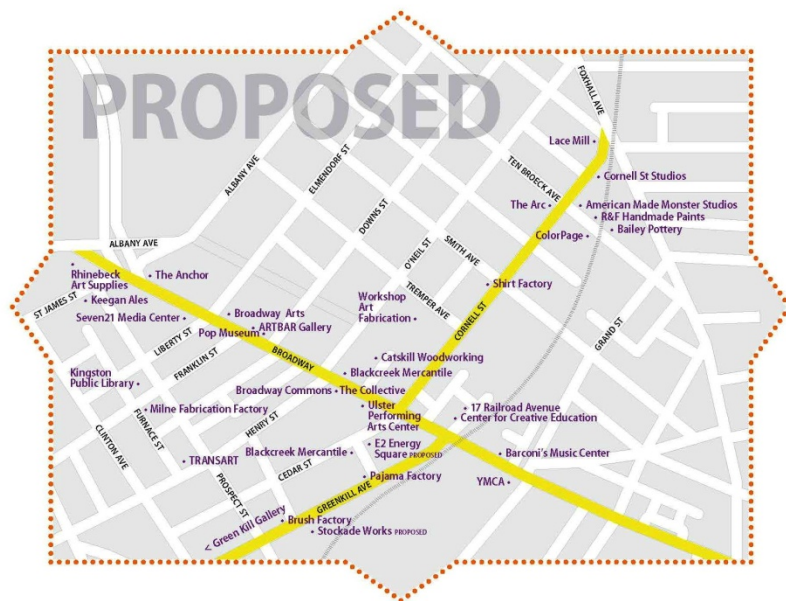 PROPOSED
FOXHALL AVE
Lace Mill
ELMENDORF ST
ALBANY AVE
TEN BROECK AVE
Cornell St Studios
DOWNS ST
The Arc
American Made Monster Studios
R&F Handmade Paints
Bailey Pottery
ColorPage
O'NEIL ST
SMITH AVE
ALBANY AVE
Rhinebeck
Art Supplies
The Anchor
Shirt Factory
ST JAMES ST
Keegan Ales
Workshop
Art
Fabrication
TREMPER AVE
CORNELL ST
GRAND ST
Seven21 Media Center
Broadway Arts
ARTBAR Gallery
Pop Museum
LIBERTY ST
FRANKLIN ST
BROADWAY
Catskill Woodworking
Blackcreek Mercantile
Kingston
Public Library
Broadway Commons
The Collective
Milne Fabrication Factory
FURNACE ST
HENRY ST
Ulster
Performing
Arts Center
17 Railroad Avenue
Center for Creative Education
CLINTON AVE
TRANSART
Blackcreek Mercantile
E2 Energy
Square PROPOSED
Barconi's Music Center
CEDAR ST
PROSPECT ST
Pajama Factory
YMCA
GREENKILL AVE
< Green Kill Gallery
Brush Factory
Stockade Works PROPOSED